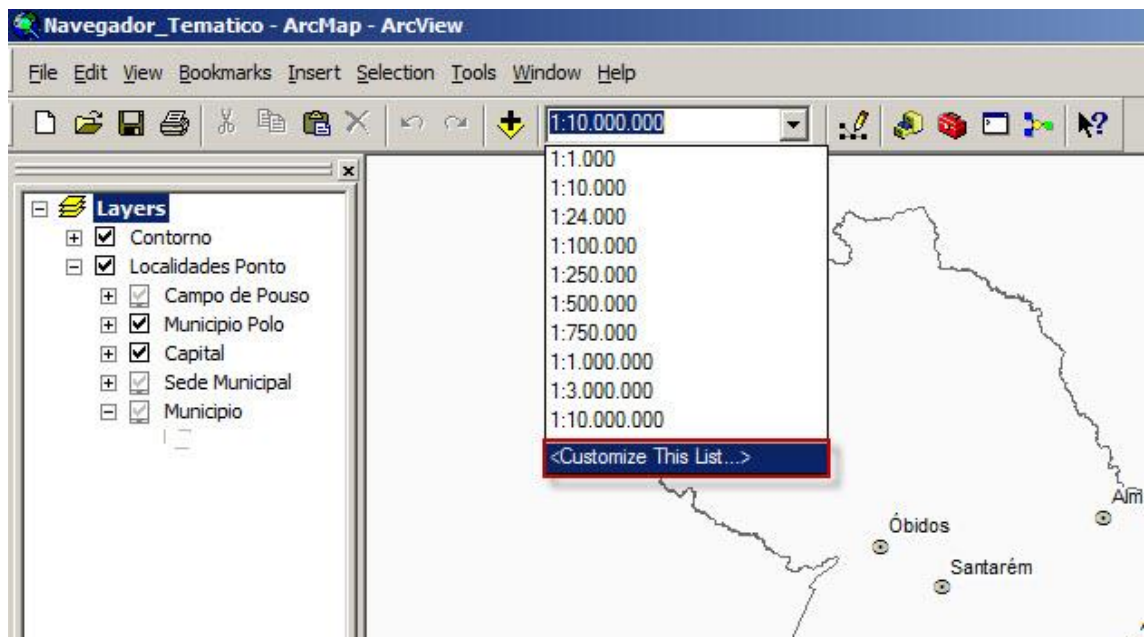 Navegador_Tematico - ArcMap - ArcView
File Edit View Bookmarks Insert Selection Tools Window Help
1:10.000.000
1:1.000
1:10.000
1:24.000
1:100.000
1:250.000
1:500.000
1:750.000
1:1.000.000
1:3.000.000
1:10.000.000
<Customize This List...>
Layers
Contorno
Localidades Ponto
Campo de Pouso
Municipio Polo
Capital
Sede Municipal
Municipio
Alm
Óbidos
Santarém